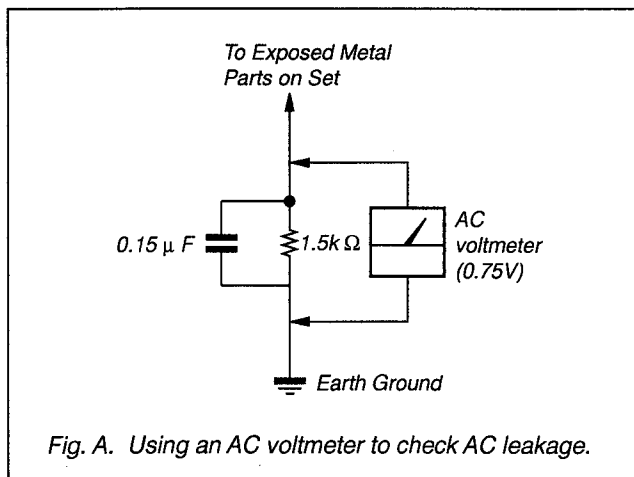 To Exposed Metal
Parts on Set
0.15 μ F
1.5k Ω
AC
voltmeter
(0.75V)
Earth Ground
Fig. A. Using an AC voltmeter to check AC leakage.